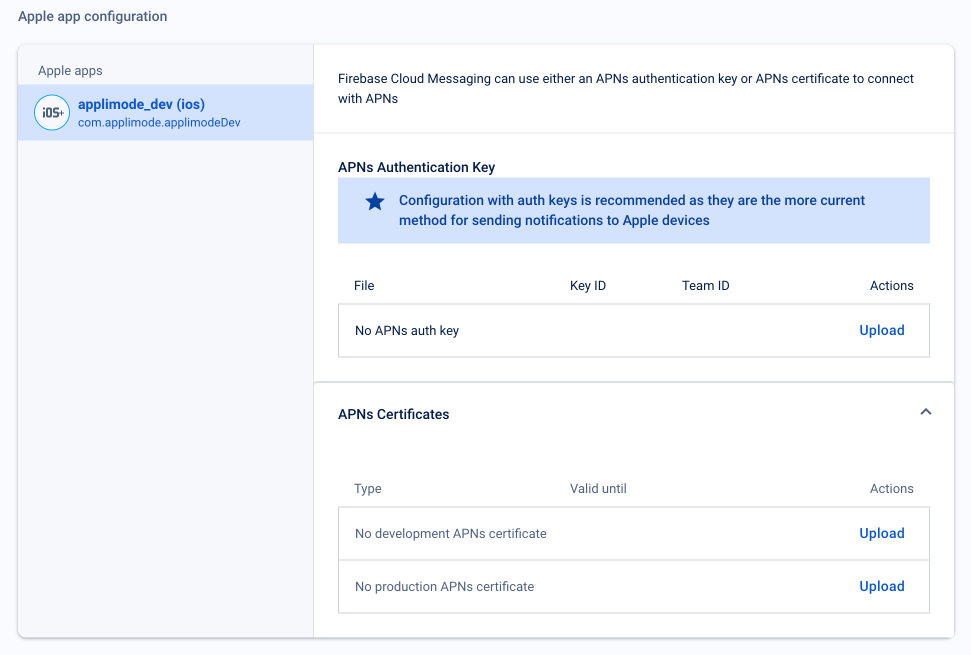 Apple app configuration
Apple apps
iOS+
applimode_dev (ios)
com.applimode.applimodeDev
Firebase Cloud Messaging can use either an APNs authentication key or APNs certificate to connect
with APNs
APNs Authentication Key
Configuration with auth keys is recommended as they are the more current
method for sending notifications to Apple devices
File Key ID Team ID Actions
No APNs auth key Upload
APNs Certificates
Type Valid until Actions
No development APNs certificate Upload
No production APNs certificate Upload